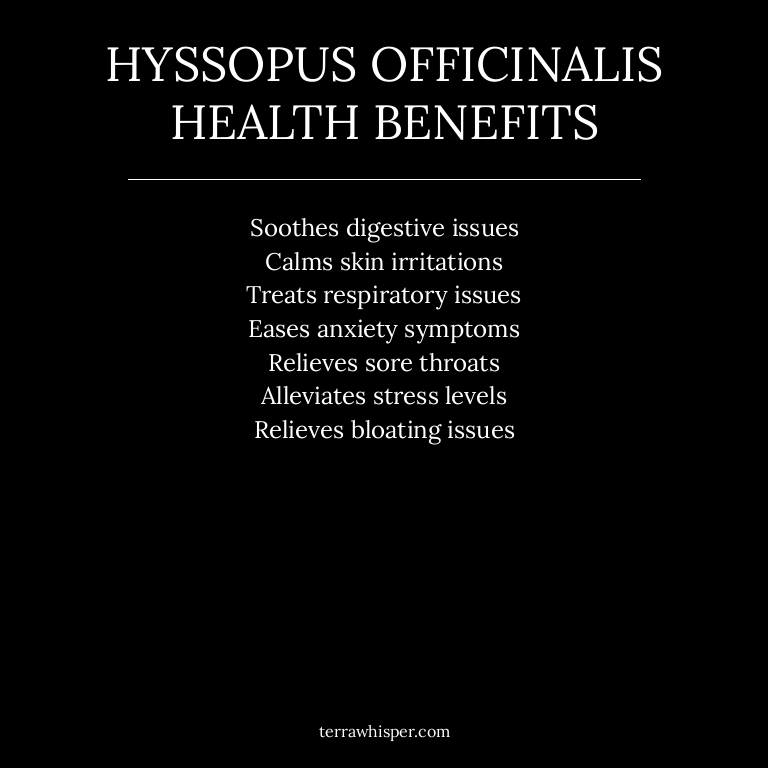 HYSSOPUS OFFICINALIS
HEALTH BENEFITS
Soothes digestive issues
Calms skin irritations
Treats respiratory issues
Eases anxiety symptoms
Relieves sore throats
Alleviates stress levels
Relieves bloating issues
terrawhisper.com